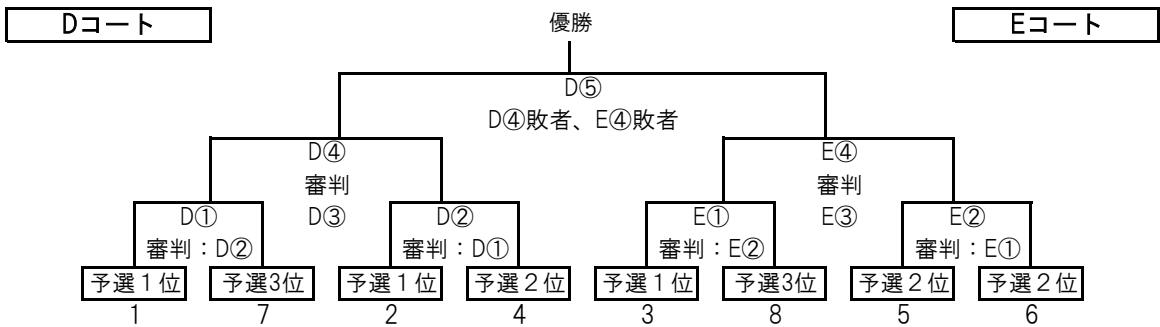 Dコート 優勝 Eコート
D⑤
D④敗者、E④敗者
D④ E④
審判 審判
D① D③ D② E① E③ E②
審判：D② 審判：D① 審判：E② 審判：E①
予選１位 予選3位 予選１位 予選２位 予選１位 予選3位 予選２位 予選２位
1 7 2 4 3 8 5 6